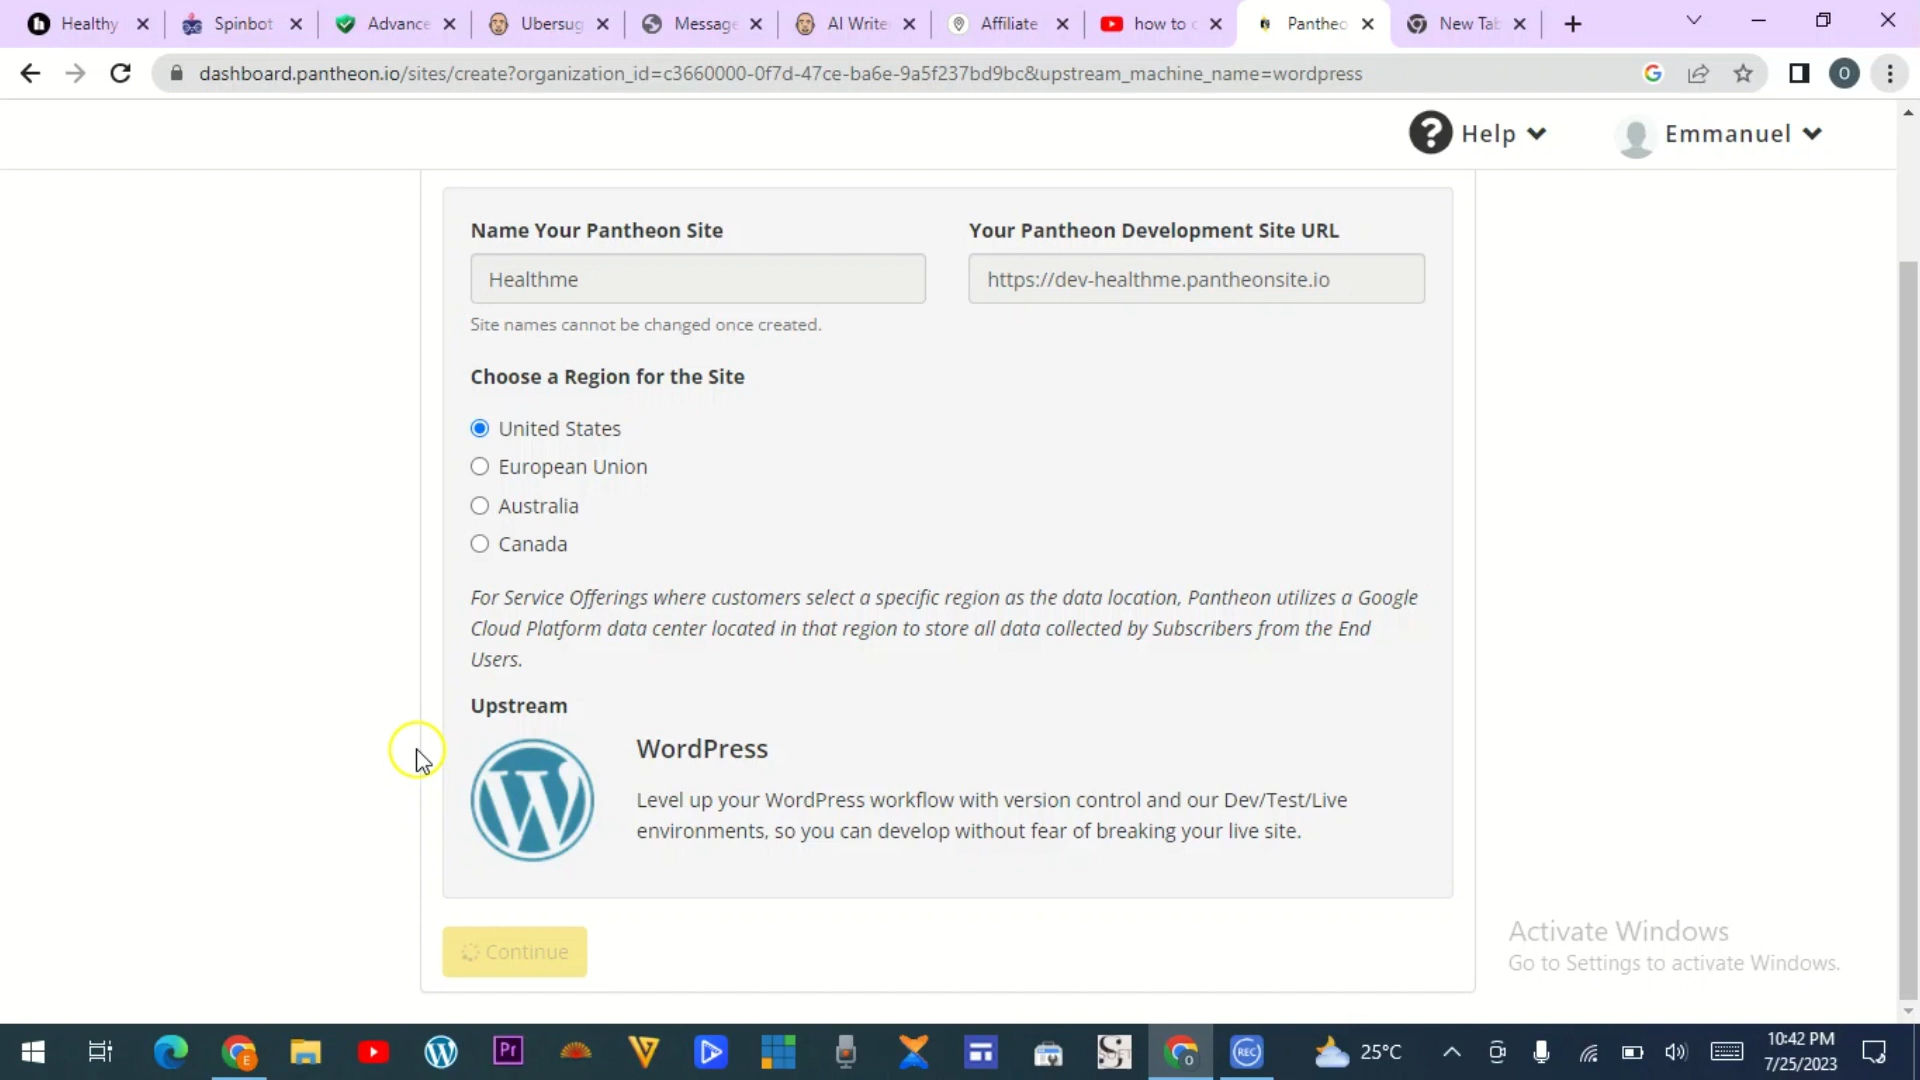 Healthy
Spinbot
Advance
Ubersug
Message
AI Write
Affiliate
how to c
Pantheo
New Tab
dashboard.pantheon.io/sites/create?organization_id=c3660000-0f7d-47ce-ba6e-9a5f237bd9bc&upstream_machine_name=wordpress
O
Help
Emmanuel
Name Your Pantheon Site
Your Pantheon Development Site URL
Healthme
https://dev-healthme.pantheonsite.io
Site names cannot be changed once created.
Choose a Region for the Site
United States
European Union
Australia
Canada
For Service Offerings where customers select a specific region as the data location, Pantheon utilizes a Google
Cloud Platform data center located in that region to store all data collected by Subscribers from the End
Users.
Upstream
WordPress
Level up your WordPress workflow with version control and our Dev/Test/Live
environments, so you can develop without fear of breaking your live site.
Continue
Activate Windows
Go to Settings to activate Windows.
Pr
REC
25°C
10:42 PM
7/25/2023